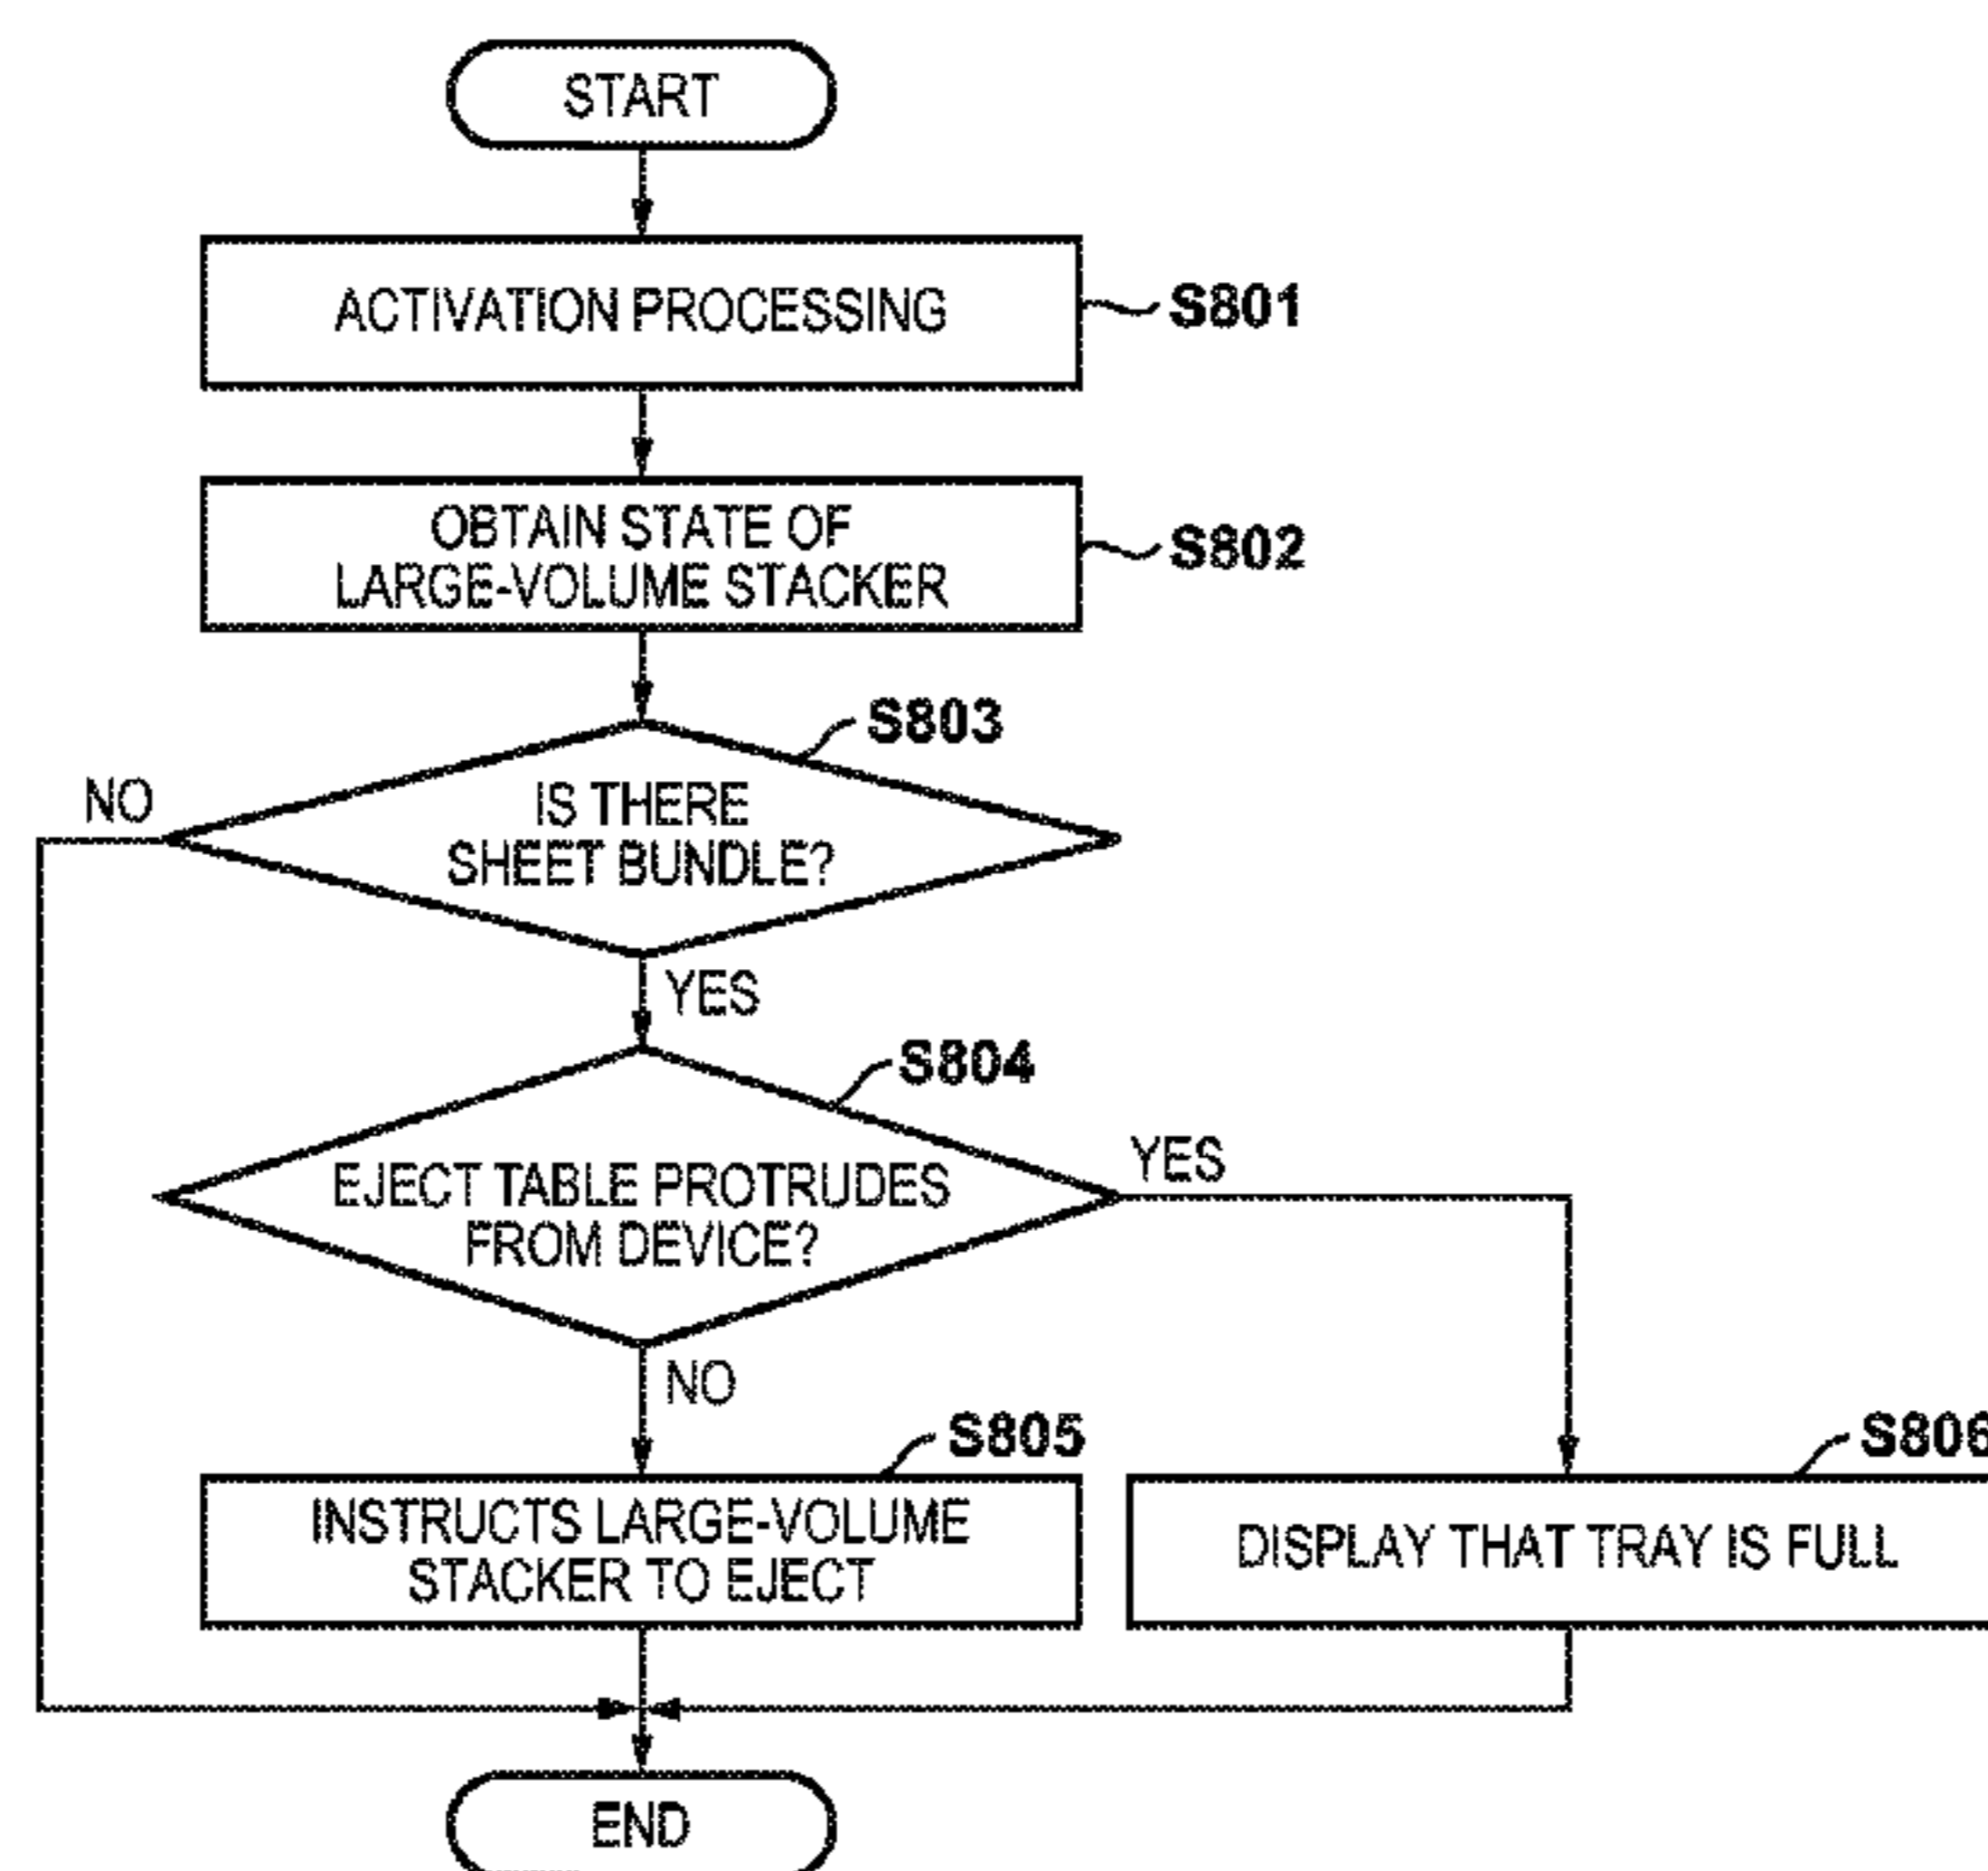 START
ACTIVATION PROCESSING
S801
OBTAIN STATE OF
LARGE-VOLUME STACKER
S802
S803
IS THERE
SHEET BUNDLE?
NO
YES
S804
EJECT TABLE PROTRUDES
FROM DEVICE?
YES
NO
S805
INSTRUCTS LARGE-VOLUME
STACKER TO EJECT
S806
DISPLAY THAT TRAY IS FULL
END